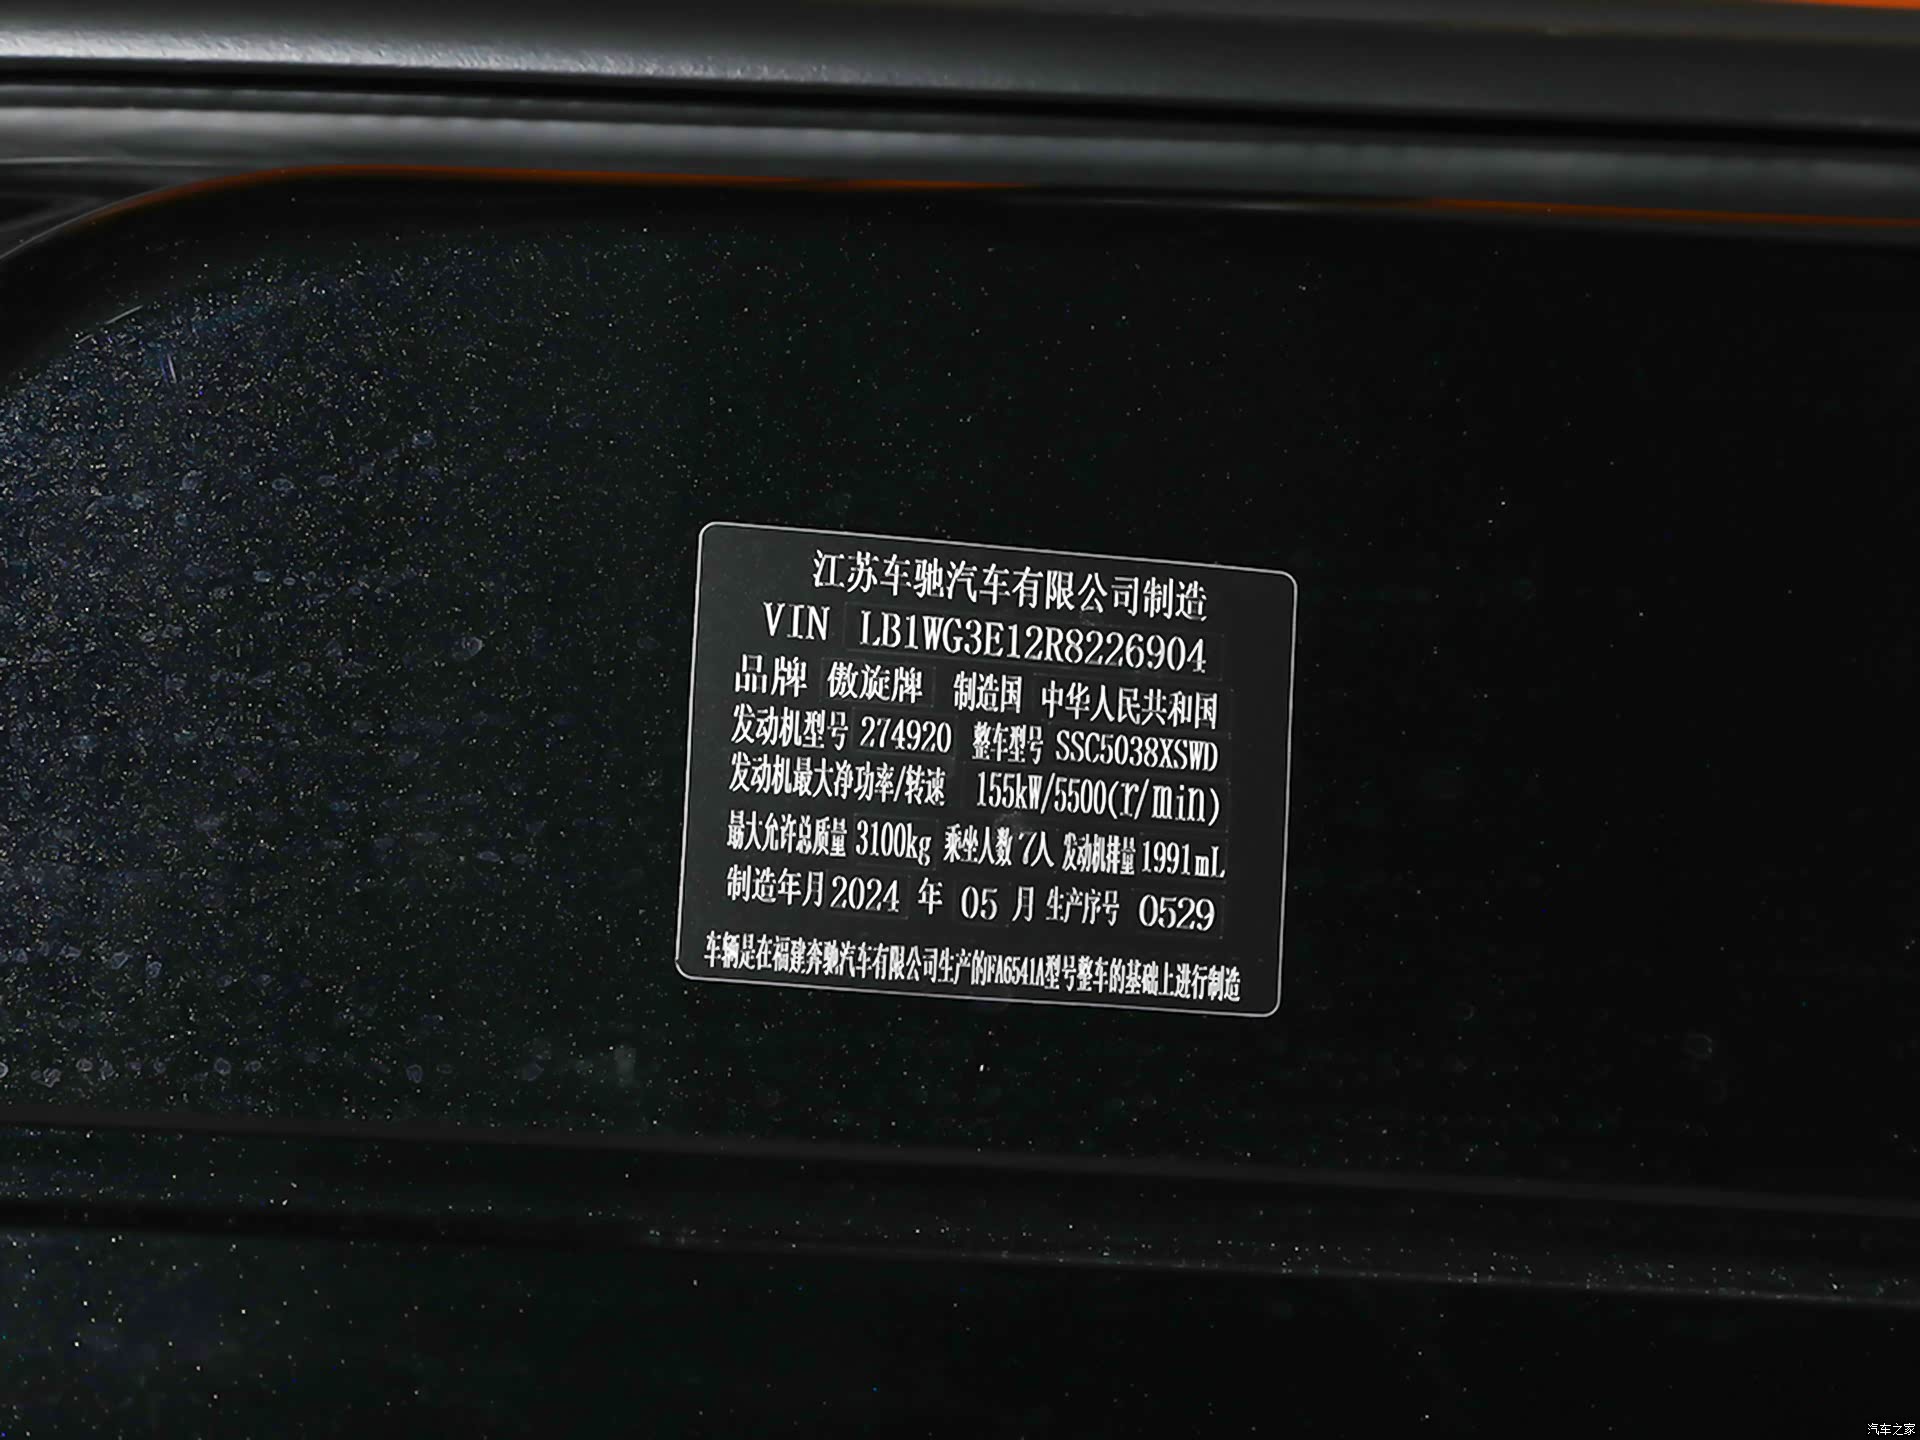 江苏车驰汽车有限公司制造
VIN LB1WG3E12R8226904
品牌 傲旋牌 制造国 中华人民共和国
发动机型号 274920 整车型号 SSC5038XSWD
发动机最大净功率/转速 155kW/5500(r/min)
最大允许总质量 3100kg 乘坐人数 7人 发动机排量 1991mL
制造年月 2024 年 05 月 生产序号 0529
车辆是在福建奔驰汽车有限公司生产的FA6541A型号整车的基础上进行制造
汽车之家